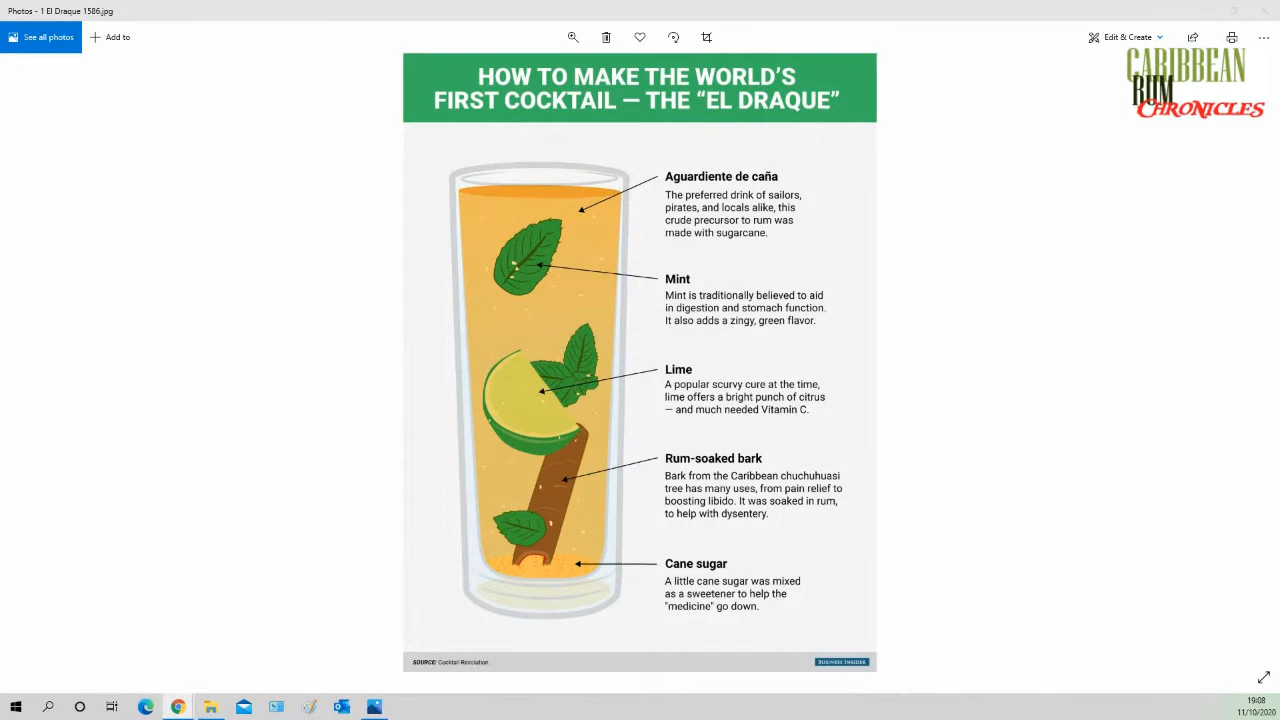 Photos - 1 El Draque 1586.jpg
See all photos
Add to
Edit & Create
CARIBBEAN
RUM
CHRONICLES
HOW TO MAKE THE WORLD'S
FIRST COCKTAIL — THE "EL DRAQUE"
Aguardiente de caña
The preferred drink of sailors,
pirates, and locals alike, this
crude precursor to rum was
made with sugarcane.
Mint
Mint is traditionally believed to aid
in digestion and stomach function.
It also adds a zingy, green flavor.
Lime
A popular scurvy cure at the time,
lime offers a bright punch of citrus
— and much needed Vitamin C.
Rum-soaked bark
Bark from the Caribbean chuchuhuasi
tree has many uses, from pain relief to
boosting libido. It was soaked in rum,
to help with dysentery.
Cane sugar
A little cane sugar was mixed
as a sweetener to help the
"medicine" go down.
SOURCE: Cocktail Revolution
BUSINESS INSIDER
19:08
11/10/2020